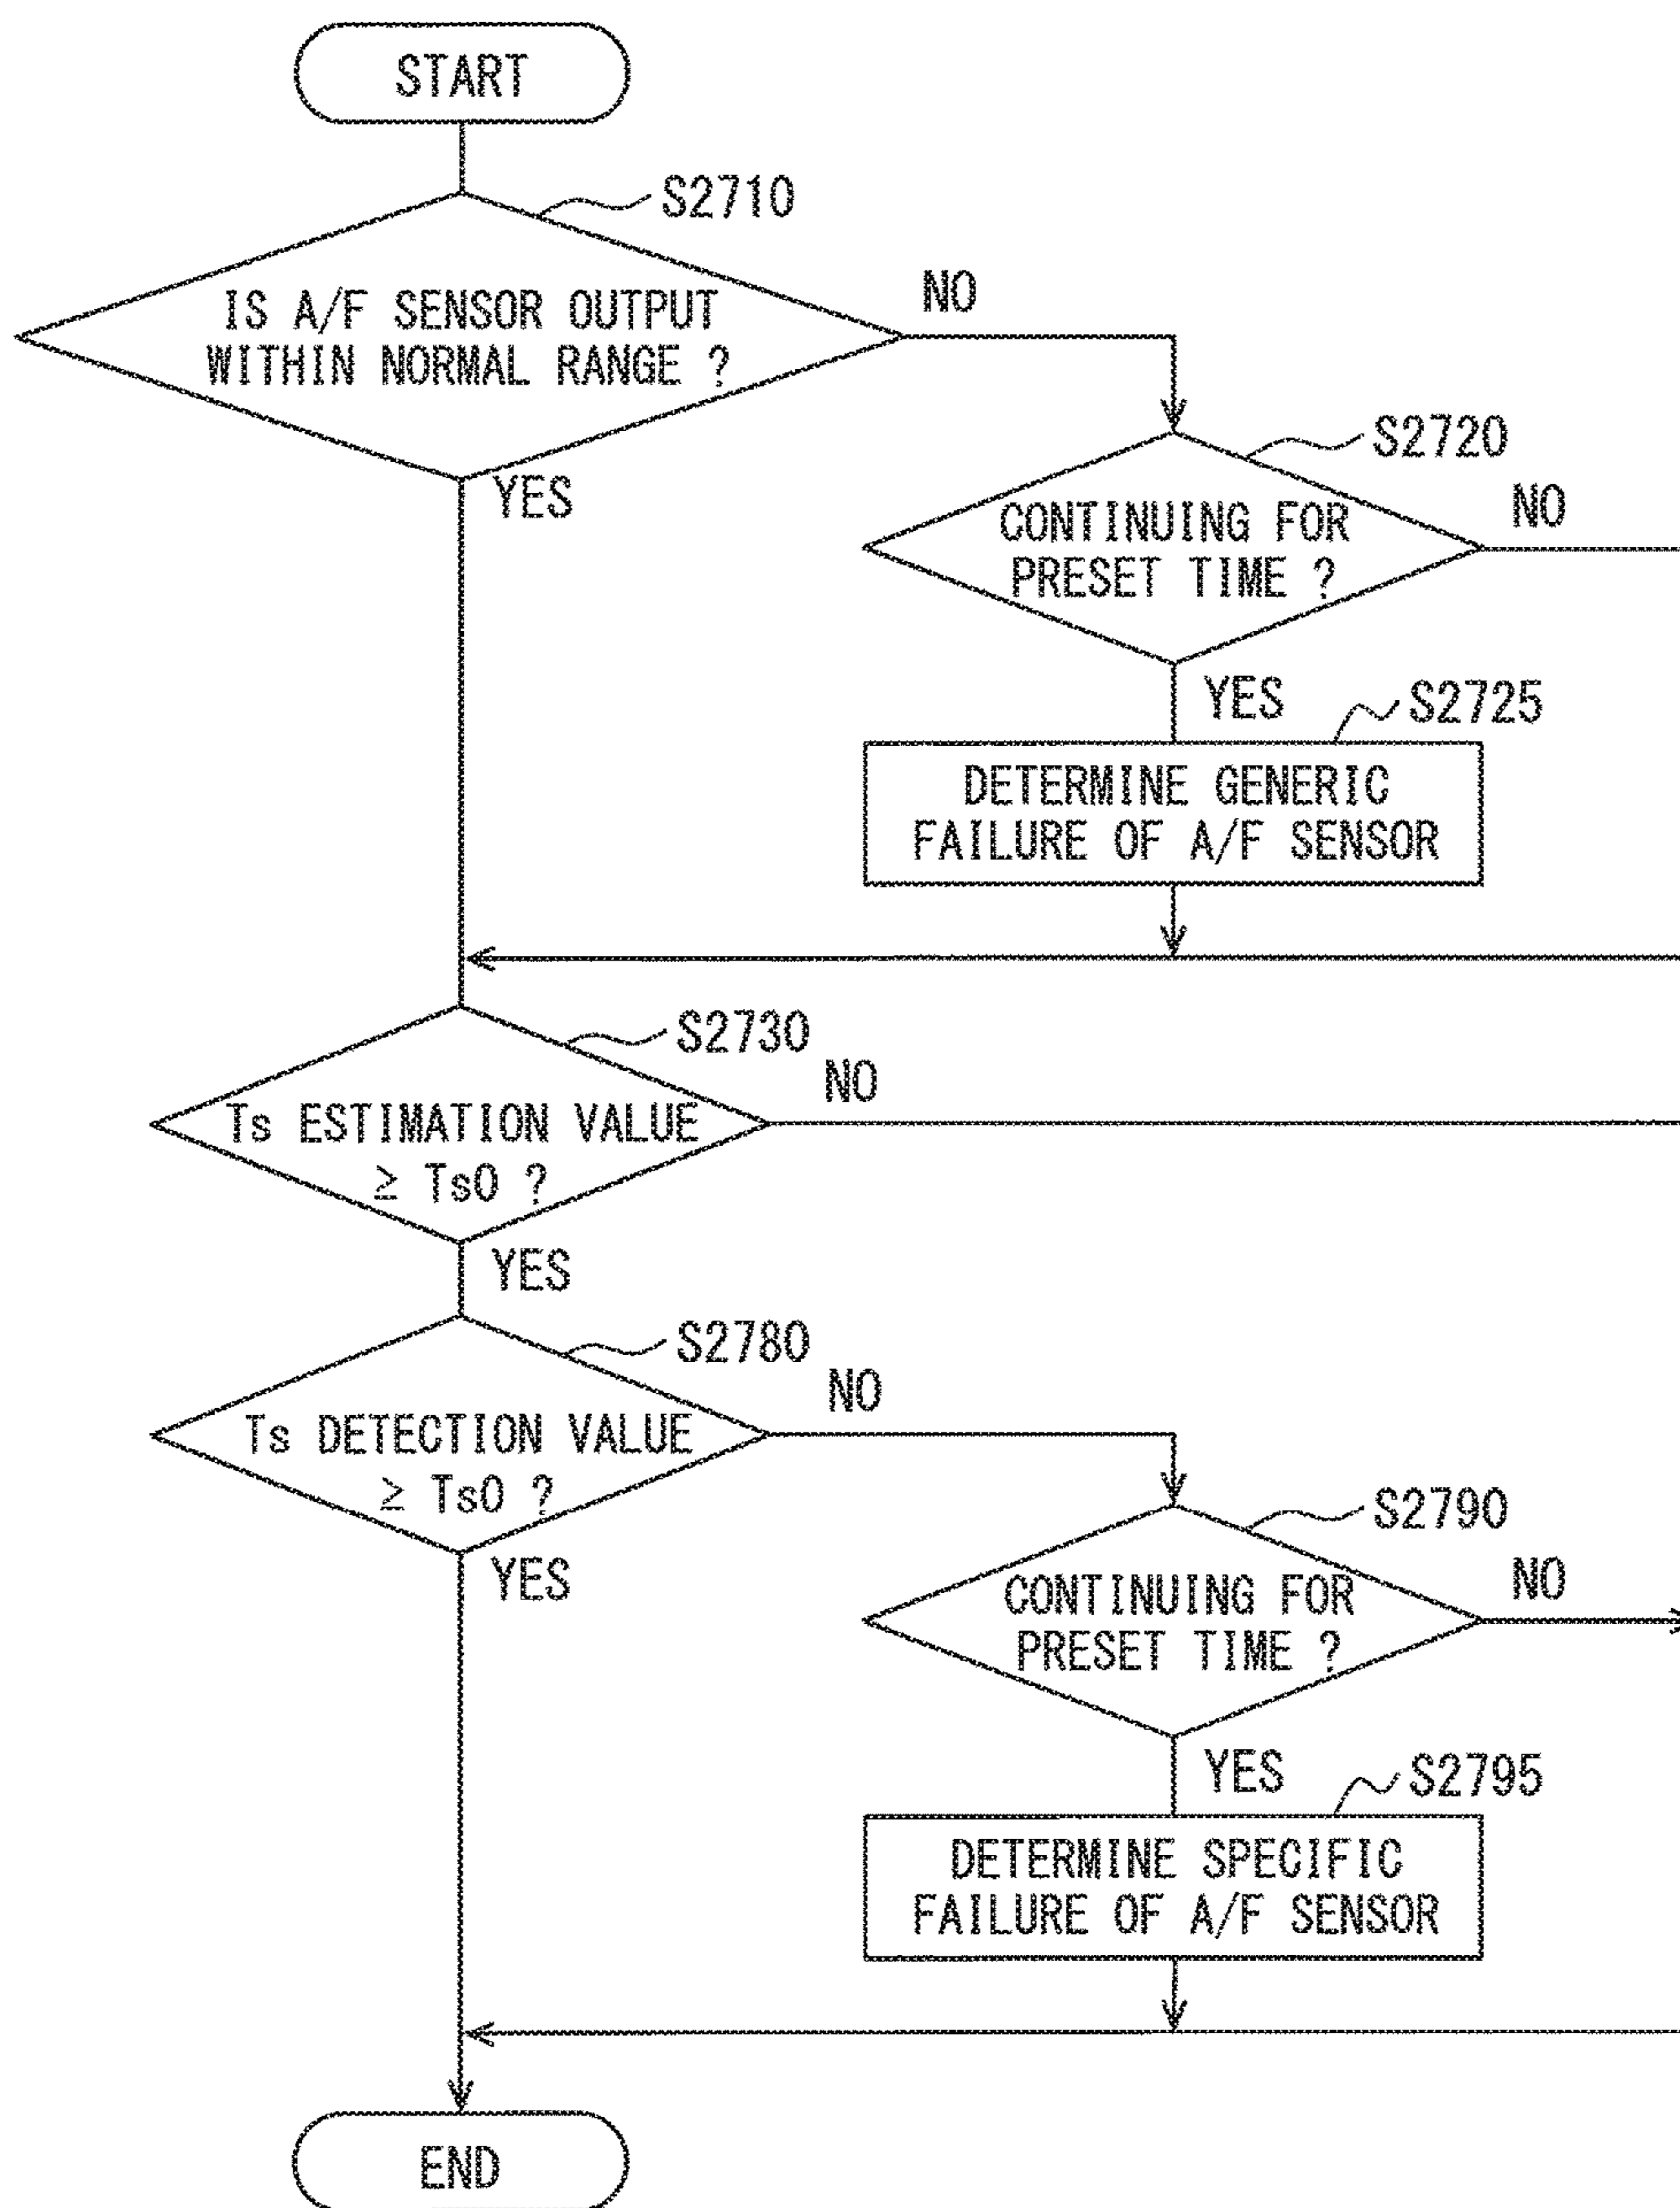 START
S2710
IS A/F SENSOR OUTPUT
WITHIN NORMAL RANGE ?
NO
YES
S2720
CONTINUING FOR
PRESET TIME ?
NO
YES
S2725
DETERMINE GENERIC
FAILURE OF A/F SENSOR
S2730
Ts ESTIMATION VALUE
≥ Ts0 ?
NO
YES
S2780
Ts DETECTION VALUE
≥ Ts0 ?
NO
YES
S2790
CONTINUING FOR
PRESET TIME ?
NO
YES
S2795
DETERMINE SPECIFIC
FAILURE OF A/F SENSOR
END